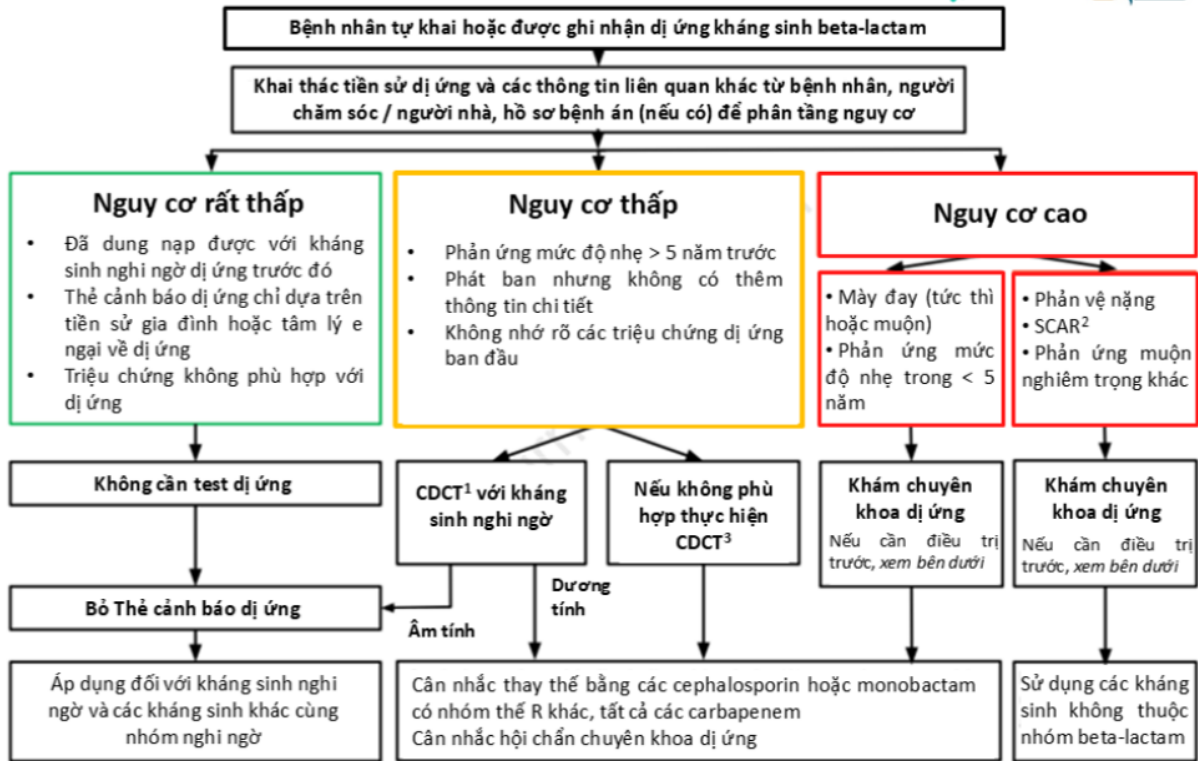 Bệnh nhân tự khai hoặc được ghi nhận dị ứng kháng sinh beta-lactam
Khai thác tiền sử dị ứng và các thông tin liên quan khác từ bệnh nhân, người
chăm sóc / người nhà, hồ sơ bệnh án (nếu có) để phân tầng nguy cơ
Nguy cơ rất thấp
• Đã dung nạp được với kháng
sinh nghi ngờ dị ứng trước đó
• Thẻ cảnh báo dị ứng chỉ dựa trên
tiền sử gia đình hoặc tâm lý e
ngại về dị ứng
• Triệu chứng không phù hợp với
dị ứng
Nguy cơ thấp
• Phản ứng mức độ nhẹ > 5 năm trước
• Phát ban nhưng không có thêm
thông tin chi tiết
• Không nhớ rõ các triệu chứng dị ứng
ban đầu
Nguy cơ cao
• Mày đay (tức thì
hoặc muộn)
• Phản ứng mức
độ nhẹ trong < 5
năm
• Phản vệ nặng
• SCAR²
• Phản ứng muộn
nghiêm trọng khác
Không cần test dị ứng
CDCT¹ với kháng
sinh nghi ngờ
Nếu không phù
hợp thực hiện
CDCT³
Khám chuyên
khoa dị ứng
Nếu cần điều trị
trước, xem bên dưới
Khám chuyên
khoa dị ứng
Nếu cần điều trị
trước, xem bên dưới
Bỏ Thẻ cảnh báo dị ứng
Âm tính
Dương
tính
Áp dụng đối với kháng sinh nghi
ngờ và các kháng sinh khác cùng
nhóm nghi ngờ
Cân nhắc thay thế bằng các cephalosporin hoặc monobactam
có nhóm thế R khác, tất cả các carbapenem
Cân nhắc hội chẩn chuyên khoa dị ứng
Sử dụng các kháng
sinh không thuộc
nhóm beta-lactam